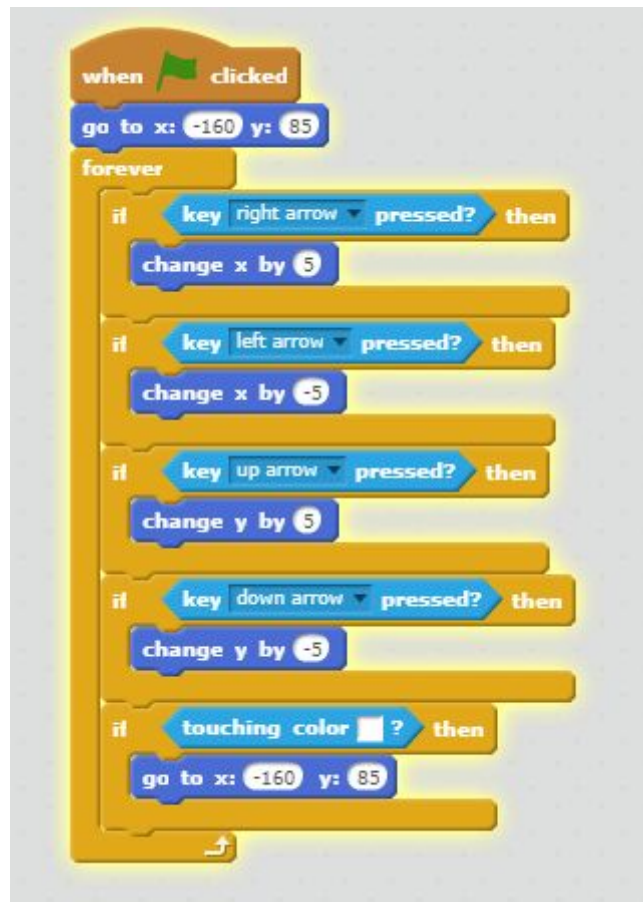 when clicked
go to x: -160 y: 85
forever
if key right arrow pressed? then
change x by 5
if key left arrow pressed? then
change x by -5
if key up arrow pressed? then
change y by 5
if key down arrow pressed? then
change y by -5
if touching color ? then
go to x: -160 y: 85